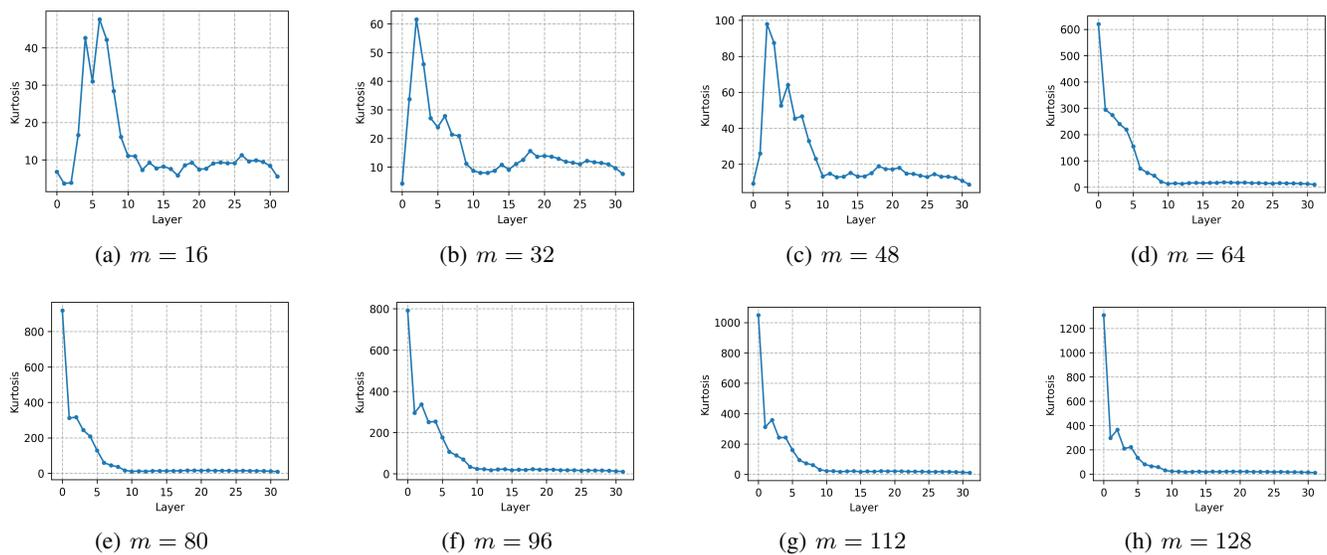 40
30
20
10
Kurtosis
0 5 10 15 20 25 30
Layer
(a) m = 16
60
50
40
30
20
10
Kurtosis
0 5 10 15 20 25 30
Layer
(b) m = 32
100
80
60
40
20
Kurtosis
0 5 10 15 20 25 30
Layer
(c) m = 48
600
500
400
300
200
100
0
Kurtosis
0 5 10 15 20 25 30
Layer
(d) m = 64
800
600
400
200
0
Kurtosis
0 5 10 15 20 25 30
Layer
(e) m = 80
800
600
400
200
0
Kurtosis
0 5 10 15 20 25 30
Layer
(f) m = 96
1000
800
600
400
200
0
Kurtosis
0 5 10 15 20 25 30
Layer
(g) m = 112
1200
1000
800
600
400
200
0
Kurtosis
0 5 10 15 20 25 30
Layer
(h) m = 128